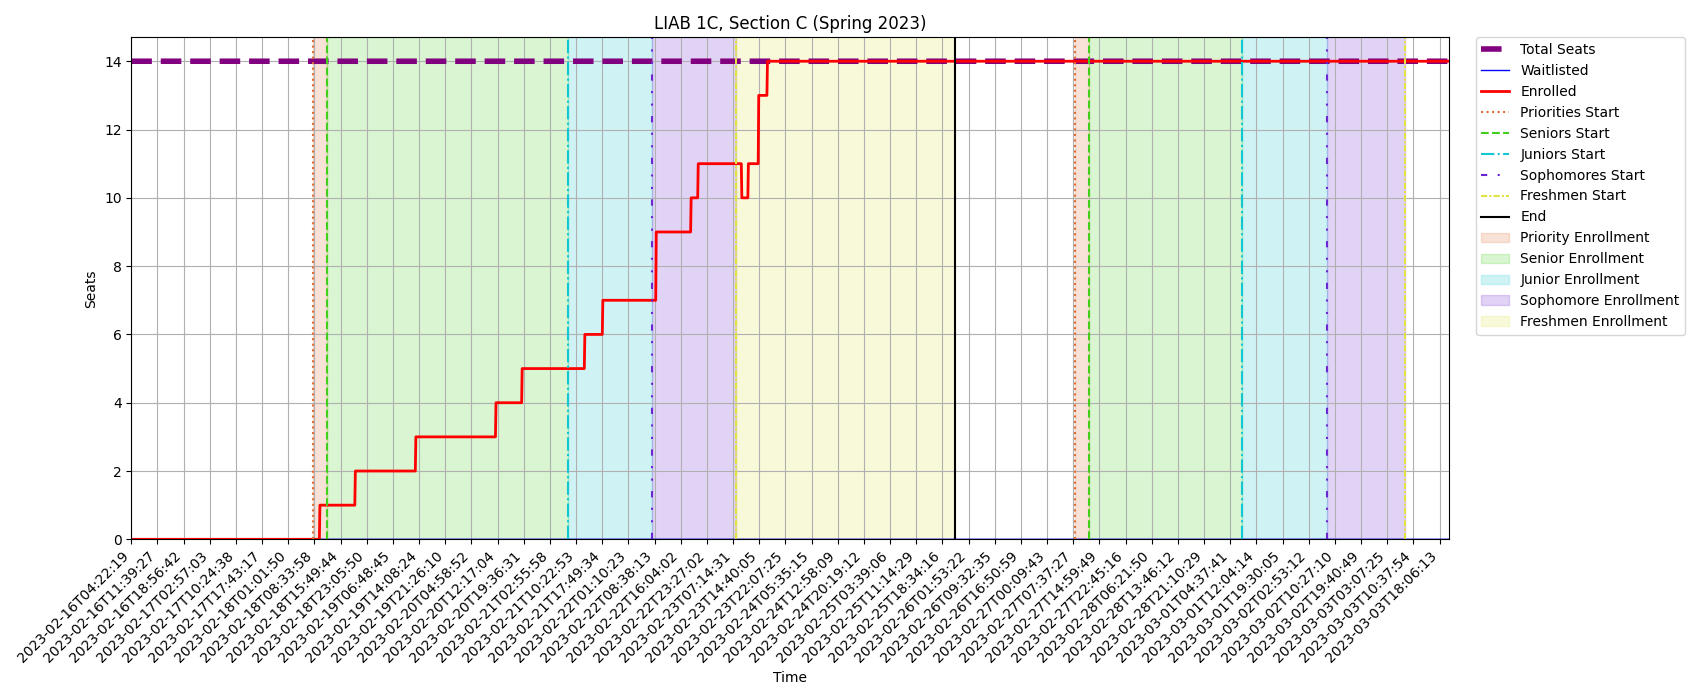 LIAB 1C, Section C (Spring 2023)
Seats
14
12
10
8
6
4
2
0
2023-02-16T04:22:19
2023-02-16T11:39:27
2023-02-16T18:56:42
2023-02-17T02:57:03
2023-02-17T10:24:38
2023-02-17T17:43:17
2023-02-18T01:01:50
2023-02-18T08:33:58
2023-02-18T15:49:44
2023-02-18T23:05:50
2023-02-19T06:48:45
2023-02-19T14:08:24
2023-02-19T21:26:10
2023-02-20T04:58:52
2023-02-20T12:17:04
2023-02-20T19:36:31
2023-02-21T02:55:58
2023-02-21T10:22:53
2023-02-21T17:49:34
2023-02-22T01:10:23
2023-02-22T08:38:13
2023-02-22T16:04:02
2023-02-22T23:27:02
2023-02-23T07:14:31
2023-02-23T14:40:05
2023-02-23T22:07:25
2023-02-24T05:35:15
2023-02-24T12:58:09
2023-02-24T20:19:12
2023-02-25T03:39:06
2023-02-25T11:14:29
2023-02-25T18:34:16
2023-02-26T01:53:22
2023-02-26T09:32:35
2023-02-26T16:50:59
2023-02-27T00:09:43
2023-02-27T07:37:27
2023-02-27T14:59:49
2023-02-27T22:45:16
2023-02-28T06:21:50
2023-02-28T13:46:12
2023-02-28T21:10:29
2023-03-01T04:37:41
2023-03-01T12:04:14
2023-03-01T19:30:05
2023-03-02T02:53:12
2023-03-02T10:27:10
2023-03-02T19:40:49
2023-03-03T03:07:25
2023-03-03T10:37:54
2023-03-03T18:06:13
Time
Total Seats
Waitlisted
Enrolled
Priorities Start
Seniors Start
Juniors Start
Sophomores Start
Freshmen Start
End
Priority Enrollment
Senior Enrollment
Junior Enrollment
Sophomore Enrollment
Freshmen Enrollment